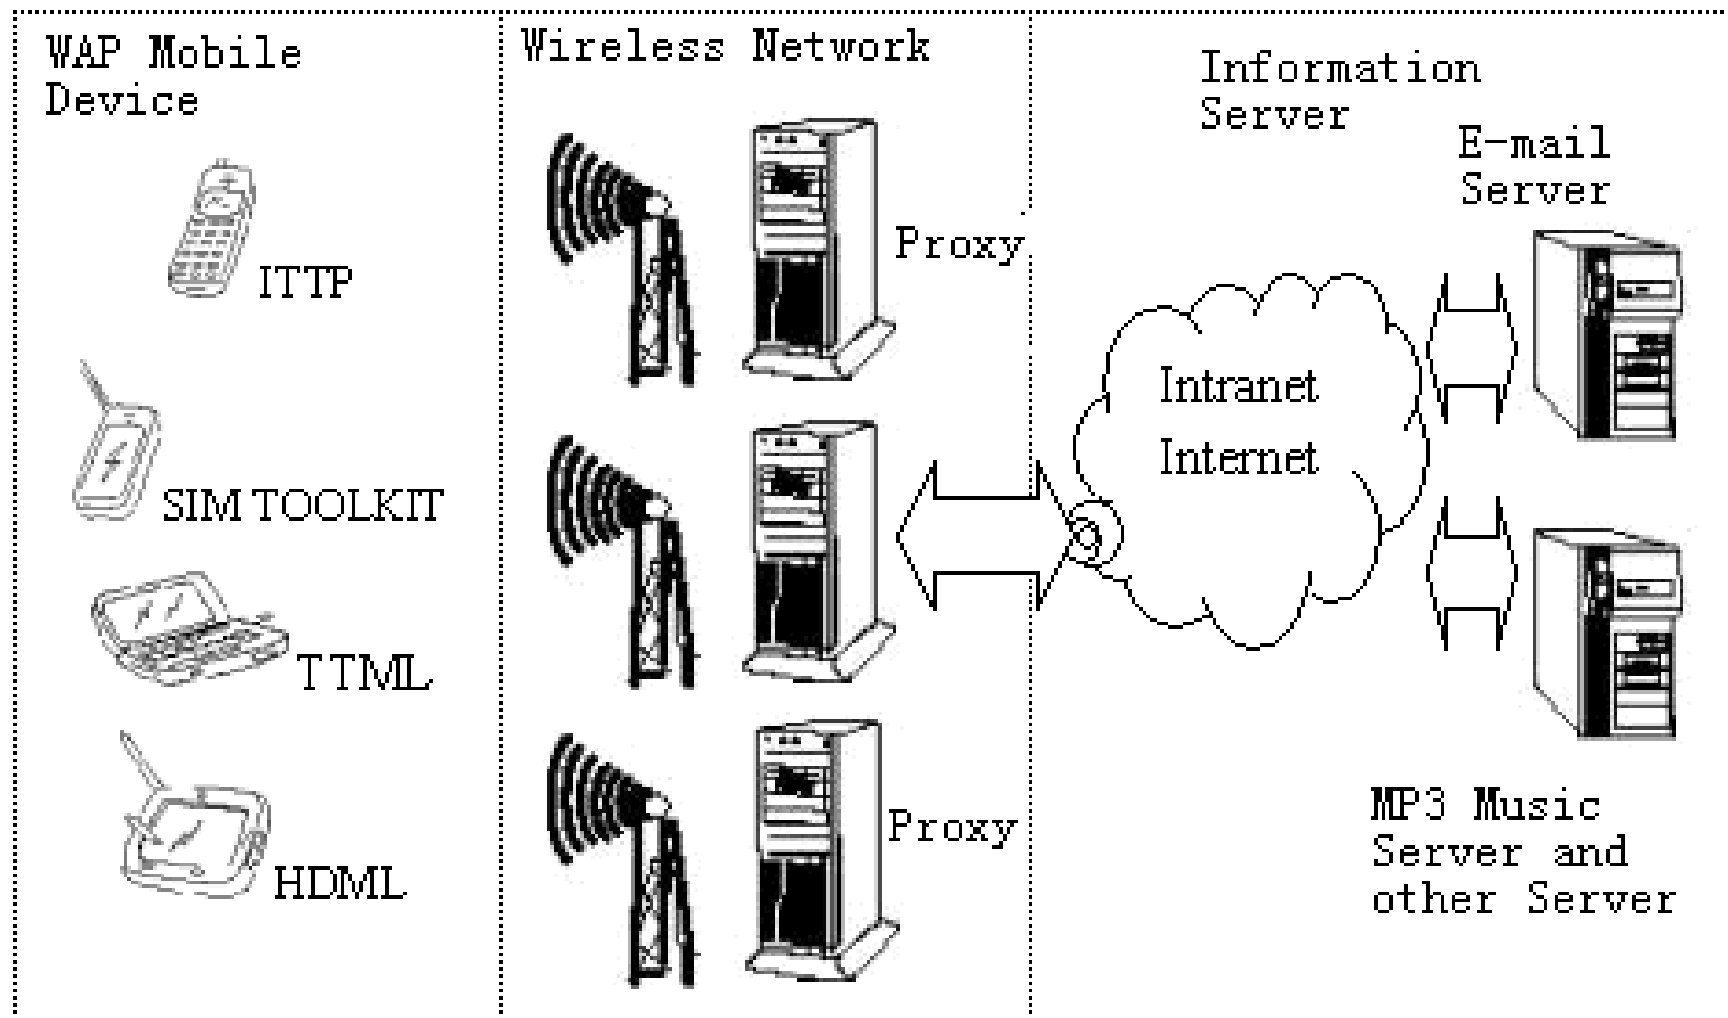 WAP Mobile
Device
ITTP
SIM TOOLKIT
TTML
HDML
Wireless Network
Proxy
Proxy
Information
Server
E-mail
Server
Intranet
Internet
MP3 Music
Server and
other Server